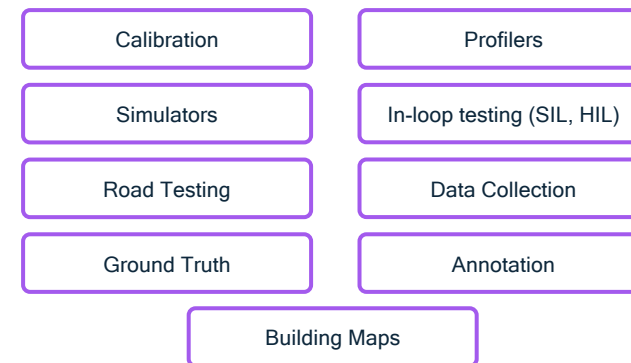 Calibration
Profilers
Simulators
In-loop testing (SIL, HIL)
Road Testing
Data Collection
Ground Truth
Annotation
Building Maps